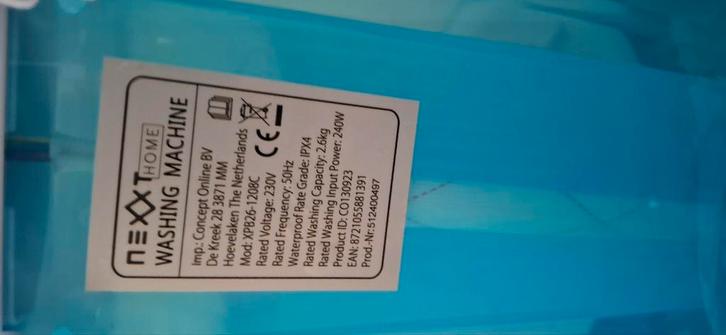 NEXXT HOME
WASHING MACHINE
Imp.: Concept Online BV
De Kreek 28 3871 MM
Hoevelaken The Netherlands
Mod: XPB26-1208C
Rated Voltage: 230V
Rated Frequency: 50Hz
Waterproof Rate Grade: IPX4
Rated Washing Capacity: 2.6kg
Rated Washing Input Power: 240W
Product ID: CO130923
EAN: 8721055881391
Prod.-Nr: 512400497
CE